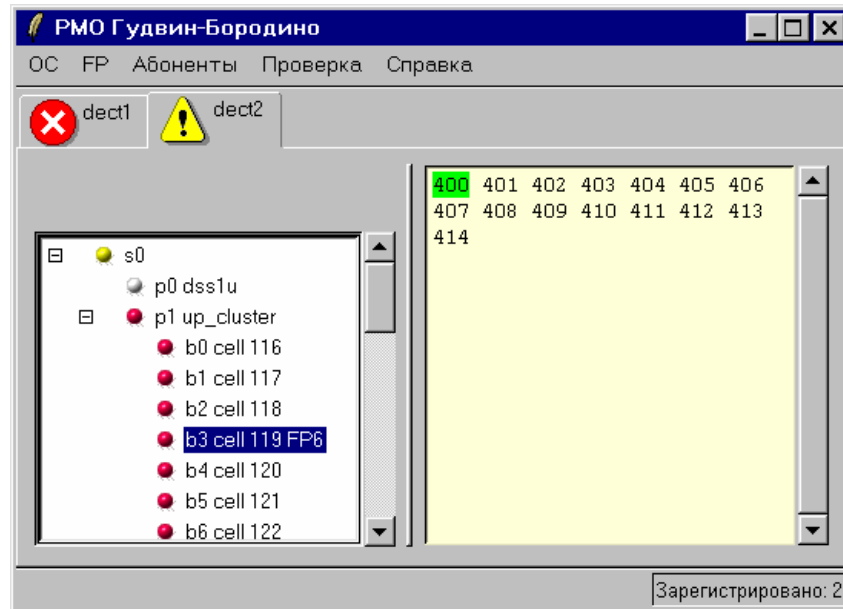 РМО Гудвин-Бородино
ОС FP Абоненты Проверка Справка
dect1 dect2
s0
p0 dss1u
p1 up_cluster
b0 cell 116
b1 cell 117
b2 cell 118
b3 cell 119 FP6
b4 cell 120
b5 cell 121
b6 cell 122
400 401 402 403 404 405 406
407 408 409 410 411 412 413
414
Зарегистрировано: 2